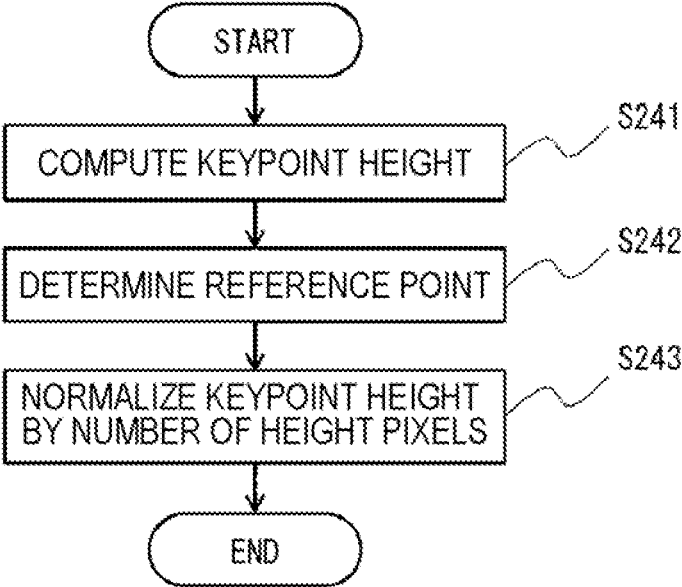 START
COMPUTE KEYPOINT HEIGHT
S241
DETERMINE REFERENCE POINT
S242
NORMALIZE KEYPOINT HEIGHT
BY NUMBER OF HEIGHT PIXELS
S243
END